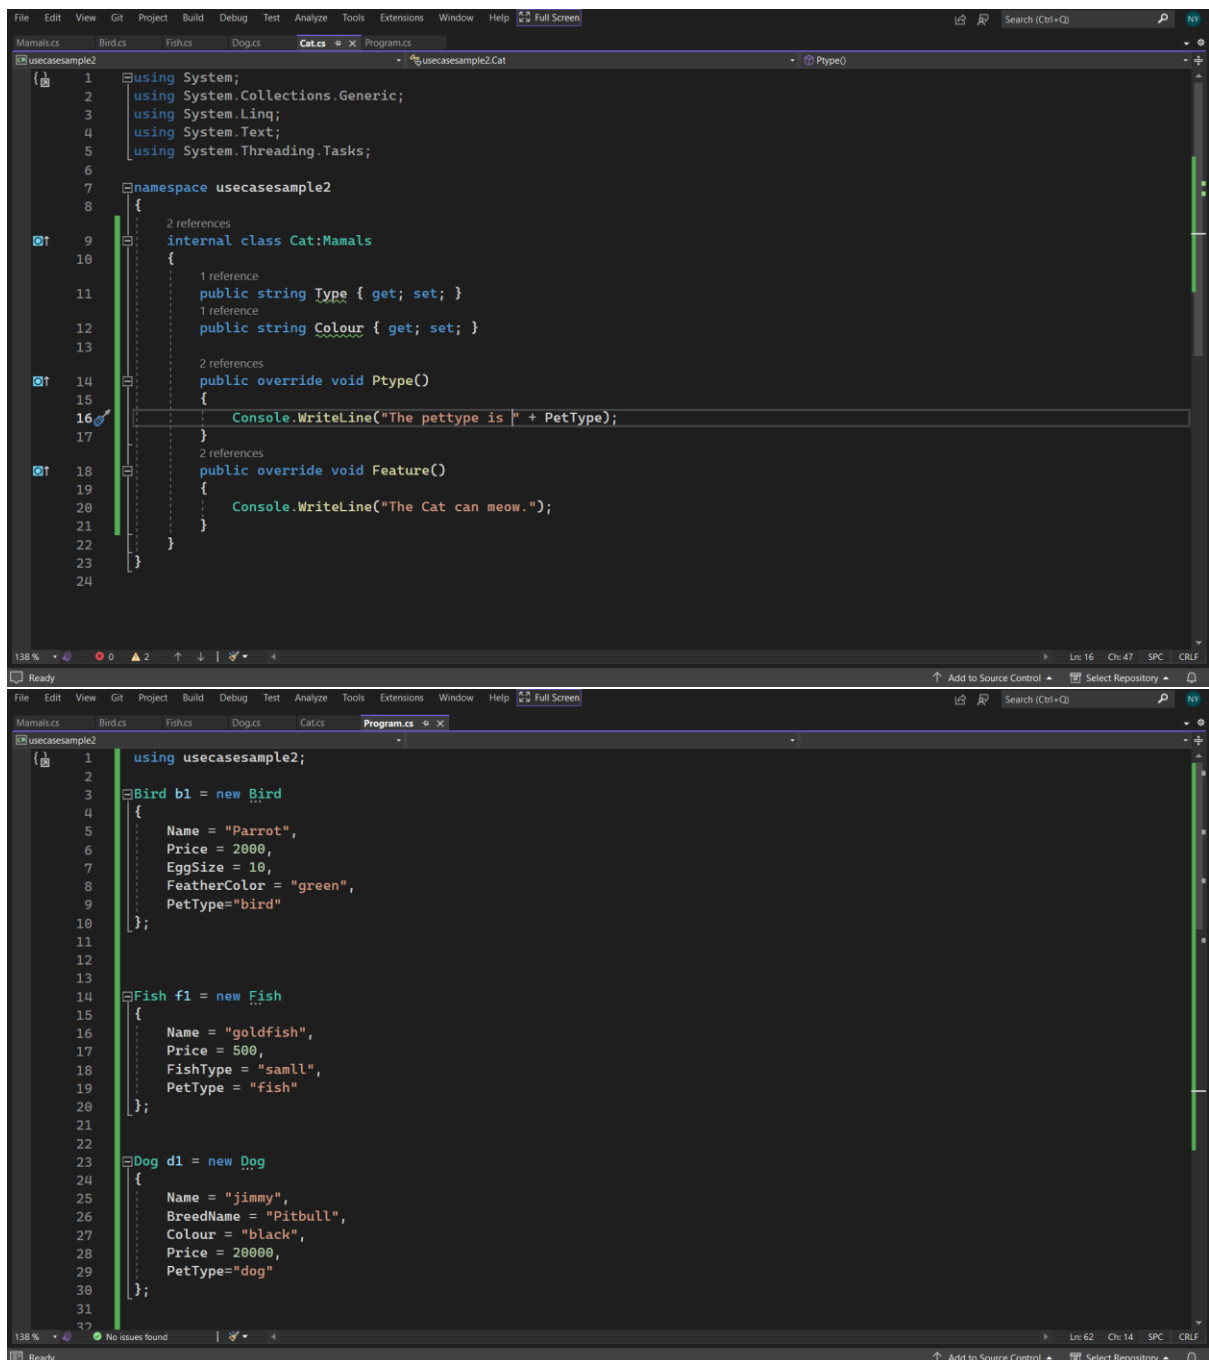 File Edit View Git Project Build Debug Test Analyze Tools Extensions Window Help Full Screen Search (Ctrl+Q) NY
Mamals.cs Bird.cs Fish.cs Dog.cs Cat.cs Program.cs
usecasesample2 usecasesample2.Cat Ptype()
1 using System;
2 using System.Collections.Generic;
3 using System.Linq;
4 using System.Text;
5 using System.Threading.Tasks;
6
7 namespace usecasesample2
8 {
2 references
9 internal class Cat:Mamals
10 {
1 reference
11 public string Type { get; set; }
1 reference
12 public string Colour { get; set; }
13
2 references
14 public override void Ptype()
15 {
16 Console.WriteLine("The pettype is " + PetType);
17 }
2 references
18 public override void Feature()
19 {
20 Console.WriteLine("The Cat can meow.");
21 }
22 }
23 }
24
138 % 0 2 Ln: 16 Ch: 47 SPC CRLF
Ready Add to Source Control Select Repository
File Edit View Git Project Build Debug Test Analyze Tools Extensions Window Help Full Screen Search (Ctrl+Q) NY
Mamals.cs Bird.cs Fish.cs Dog.cs Cat.cs Program.cs
usecasesample2
1 using usecasesample2;
2
3 Bird b1 = new Bird
4 {
5 Name = "Parrot",
6 Price = 2000,
7 EggSize = 10,
8 FeatherColor = "green",
9 PetType="bird"
10 };
11
12
13
14 Fish f1 = new Fish
15 {
16 Name = "goldfish",
17 Price = 500,
18 FishType = "samll",
19 PetType = "fish"
20 };
21
22
23 Dog d1 = new Dog
24 {
25 Name = "jimmy",
26 BreedName = "Pitbull",
27 Colour = "black",
28 Price = 20000,
29 PetType="dog"
30 };
31
32
138 % No issues found Ln: 62 Ch: 14 SPC CRLF
Ready Add to Source Control Select Repository